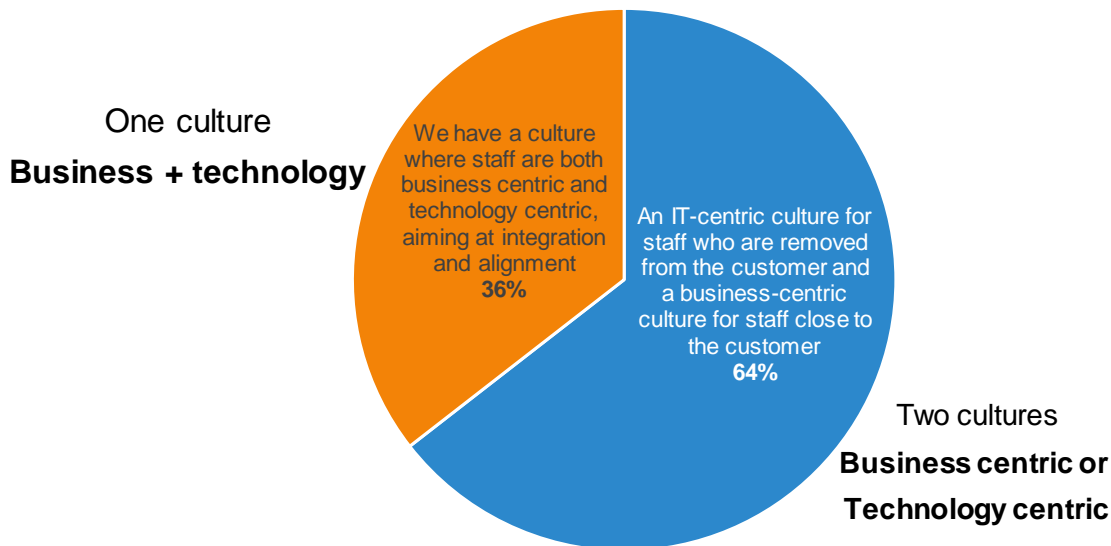 One culture
Business + technology
We have a culture
where staff are both
business centric and
technology centric,
aiming at integration
and alignment
36%
An IT-centric culture for
staff who are removed
from the customer and
a business-centric
culture for staff close to
the customer
64%
Two cultures
Business centric or
Technology centric